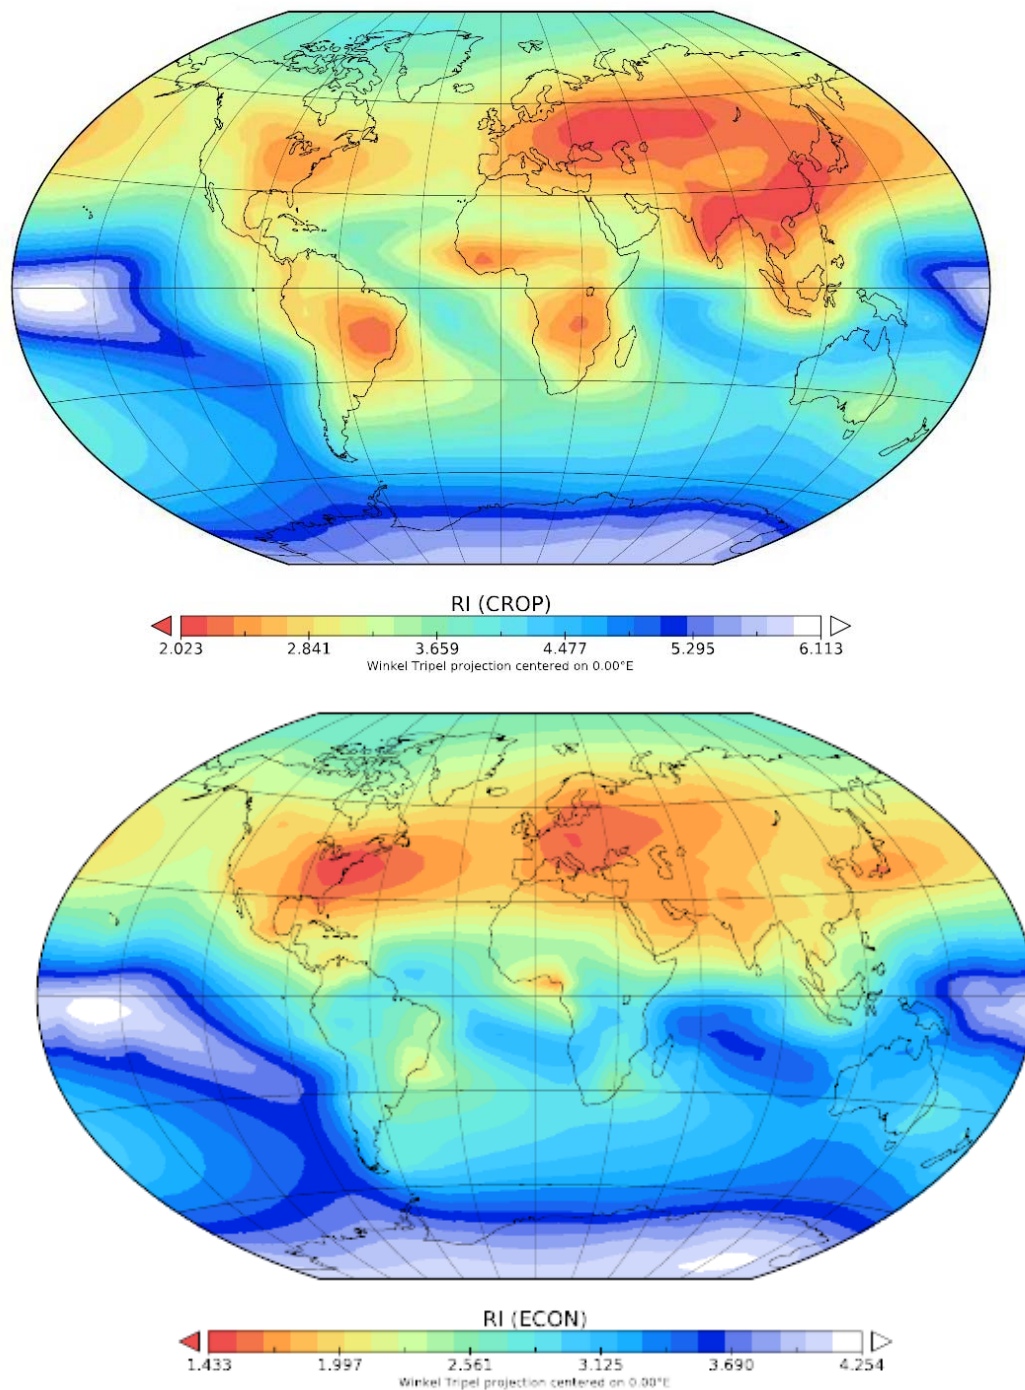 RI (CROP)
2.023 2.841 3.659 4.477 5.295 6.113
Winkel Tripel projection centered on 0.00°E
RI (ECON)
1.433 1.997 2.561 3.125 3.690 4.254
Winkel Tripel projection centered on 0.00°E